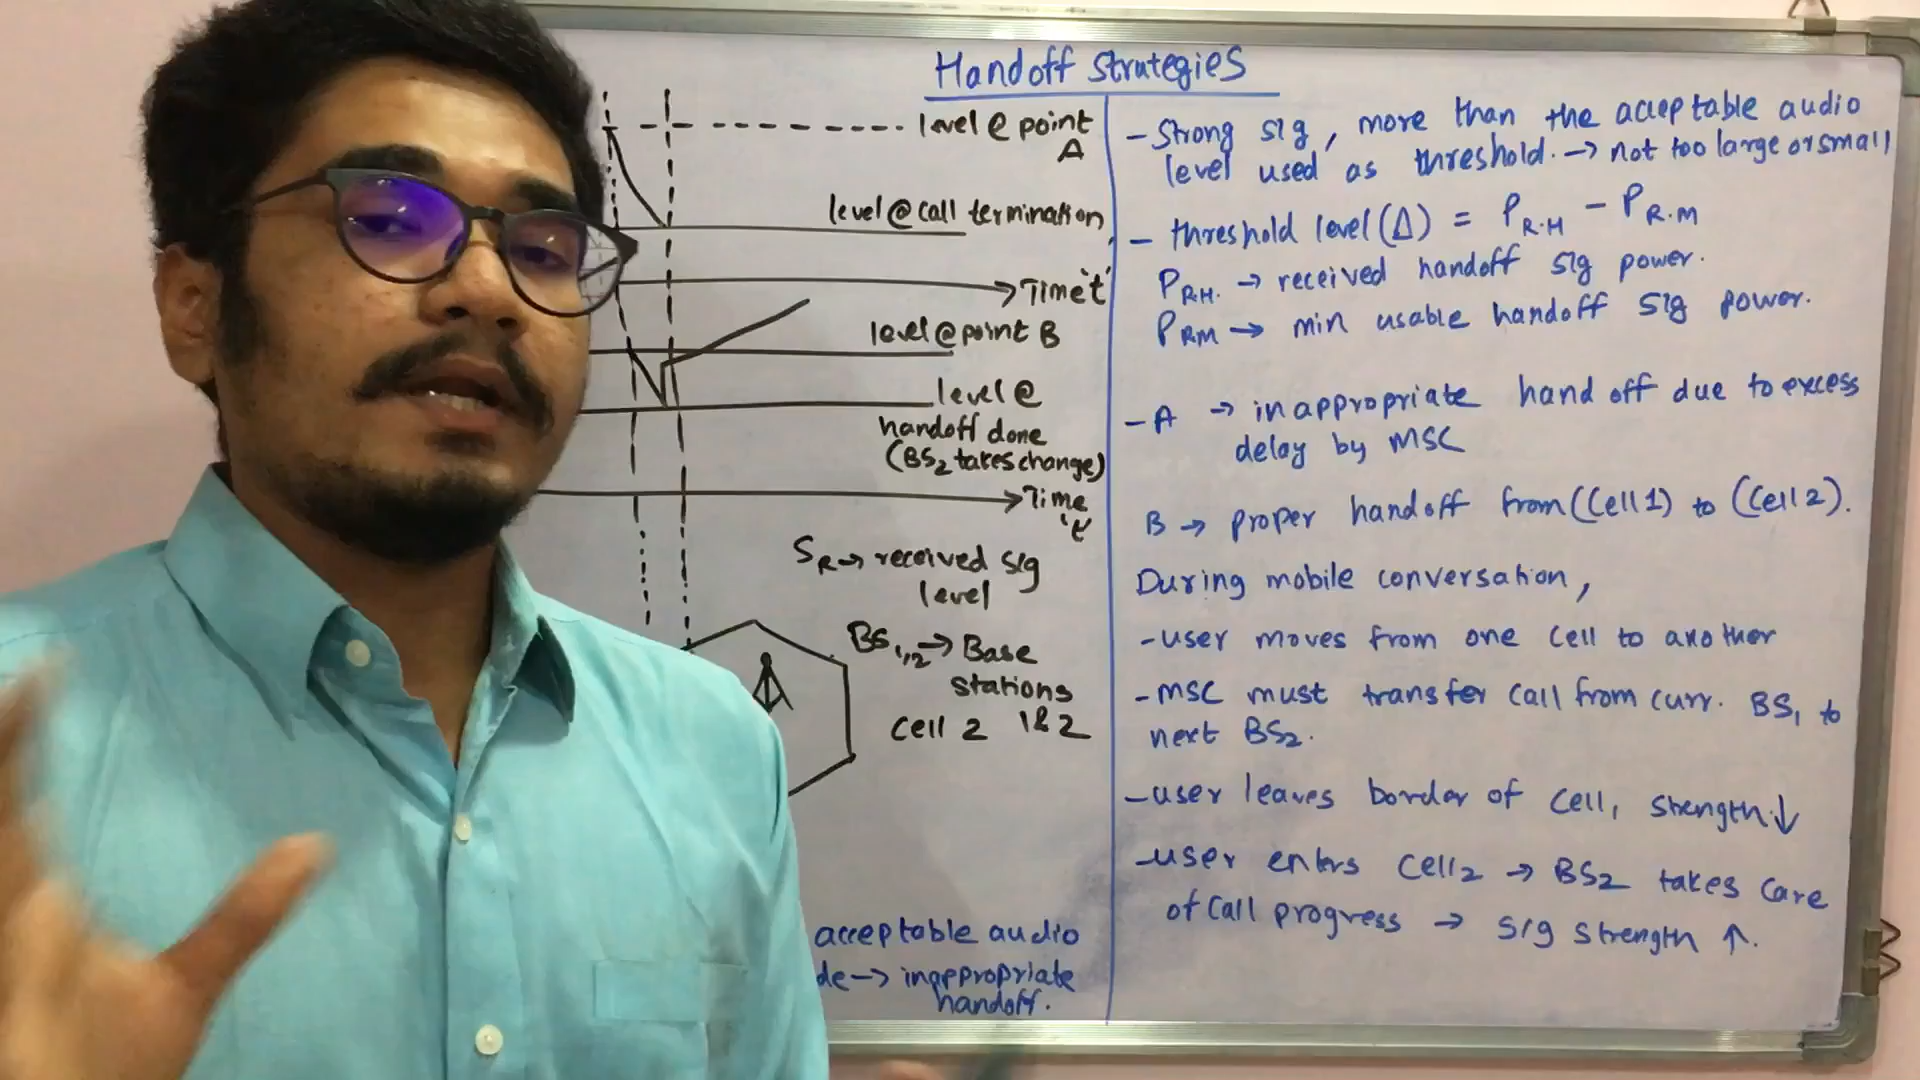 Handoff strategies
level @ point
A
level @ call termination
Time 't'
level @ point B
level @
handoff done
(BS2 takes change)
Time
't'
SR → received sig
level
BS1,2 → Base
stations
1 & 2
cell 2
acceptable audio
de → inappropriate
handoff.
- Strong sig, more than the acceptable audio
level used as threshold. → not too large or small
- threshold level (Δ) = PR.H - PR.M
PR.H. → received handoff sig power.
PRM → min usable handoff sig power.
- A → inappropriate hand off due to excess
delay by MSC
B → proper handoff from (Cell 1) to (Cell 2).
During mobile conversation,
- user moves from one cell to another
- MSC must transfer call from curr. BS1 to
next BS2.
- user leaves border of cell, strength ↓
- user enters Cell2 → BS2 takes care
of call progress → sig strength ↑.